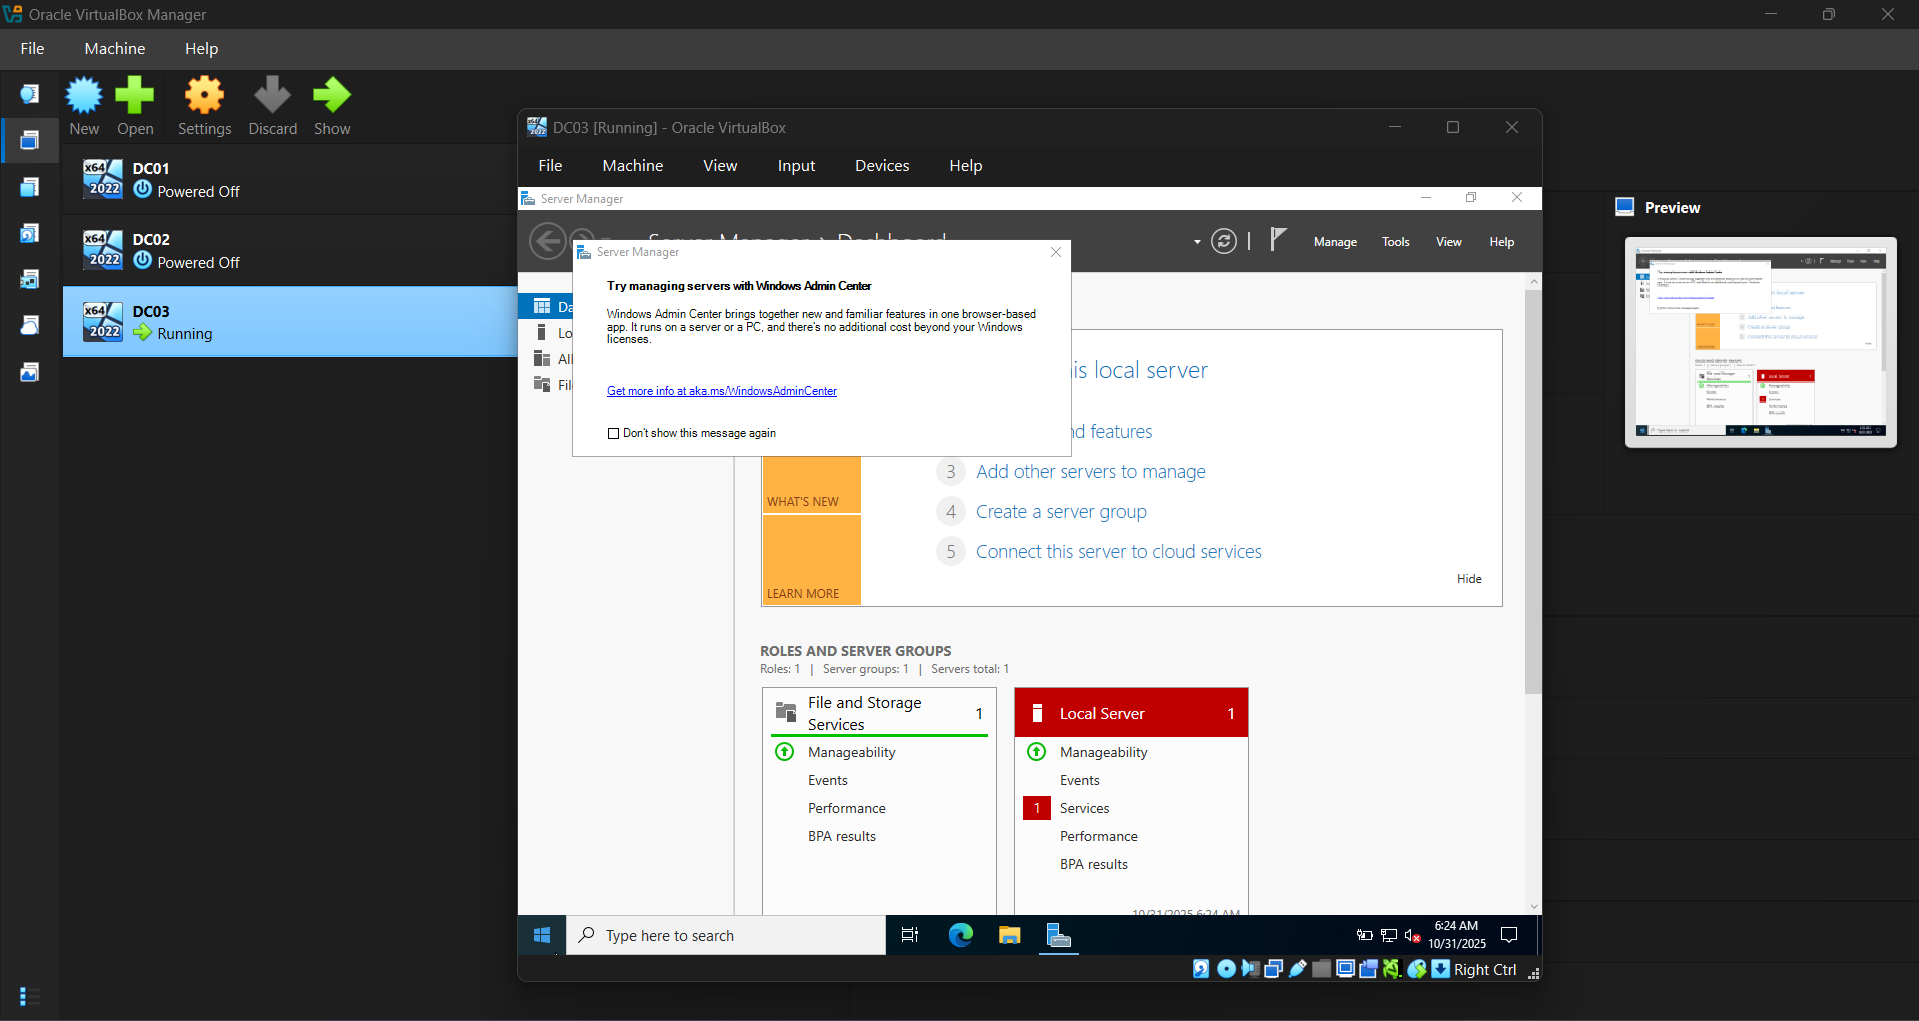 Oracle VirtualBox Manager
File Machine Help
New Open Settings Discard Show
x64 2022 DC01
Powered Off
x64 2022 DC02
Powered Off
x64 2022 DC03
Running
Preview
DC03 [Running] - Oracle VirtualBox
File Machine View Input Devices Help
Server Manager
Manage Tools View Help
Server Manager
Try managing servers with Windows Admin Center
Windows Admin Center brings together new and familiar features in one browser-based
app. It runs on a server or a PC, and there's no additional cost beyond your Windows
licenses.
Get more info at aka.ms/WindowsAdminCenter
Don't show this message again
local server
features
3 Add other servers to manage
4 Create a server group
5 Connect this server to cloud services
WHAT'S NEW
LEARN MORE
Hide
ROLES AND SERVER GROUPS
Roles: 1 | Server groups: 1 | Servers total: 1
File and Storage
Services 1
Manageability
Events
Performance
BPA results
Local Server 1
Manageability
Events
1 Services
Performance
BPA results
10/31/2025 6:24 AM
Type here to search
6:24 AM
10/31/2025
Right Ctrl